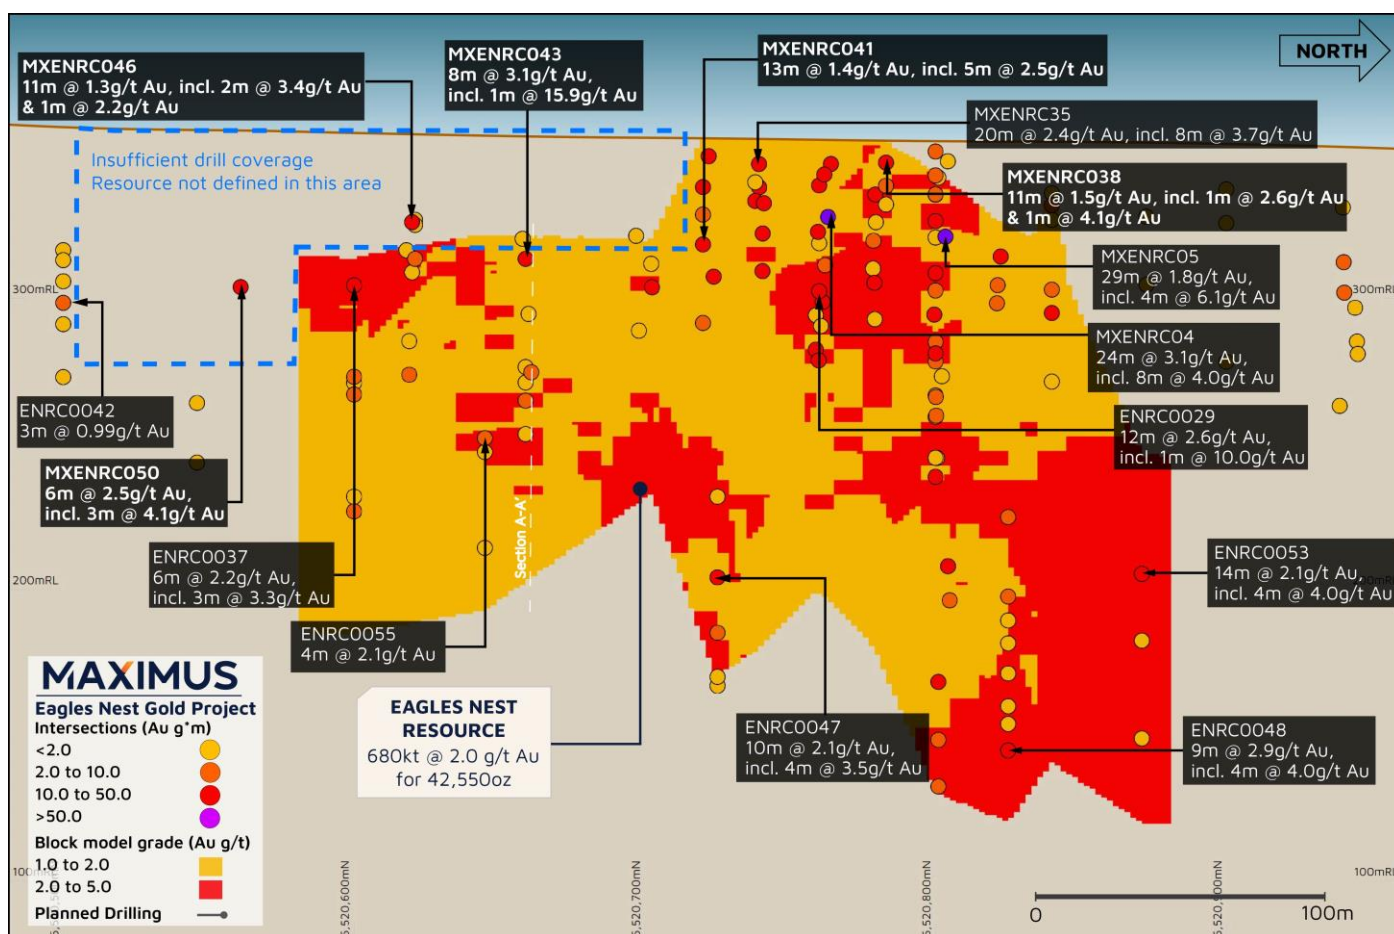 MXENRC046
11m @ 1.3g/t Au, incl. 2m @ 3.4g/t Au
& 1m @ 2.2g/t Au
MXENRC043
8m @ 3.1g/t Au,
incl. 1m @ 15.9g/t Au
MXENRC041
13m @ 1.4g/t Au, incl. 5m @ 2.5g/t Au
NORTH
MXENRC35
20m @ 2.4g/t Au, incl. 8m @ 3.7g/t Au
Insufficient drill coverage
Resource not defined in this area
MXENRC038
11m @ 1.5g/t Au, incl. 1m @ 2.6g/t Au
& 1m @ 4.1g/t Au
MXENRC05
29m @ 1.8g/t Au,
incl. 4m @ 6.1g/t Au
300mRL
300mRL
MXENRC04
24m @ 3.1g/t Au,
incl. 8m @ 4.0g/t Au
ENRC0042
3m @ 0.99g/t Au
ENRC0029
12m @ 2.6g/t Au,
incl. 1m @ 10.0g/t Au
MXENRC050
6m @ 2.5g/t Au,
incl. 3m @ 4.1g/t Au
Section A-A'
ENRC0037
6m @ 2.2g/t Au,
incl. 3m @ 3.3g/t Au
ENRC0053
14m @ 2.1g/t Au,
incl. 4m @ 4.0g/t Au
200mRL
ENRC0055
4m @ 2.1g/t Au
MAXIMUS
Eagles Nest Gold Project
Intersections (Au g*m)
<2.0
2.0 to 10.0
10.0 to 50.0
>50.0
Block model grade (Au g/t)
1.0 to 2.0
2.0 to 5.0
Planned Drilling
EAGLES NEST
RESOURCE
680kt @ 2.0 g/t Au
for 42,550oz
ENRC0047
10m @ 2.1g/t Au,
incl. 4m @ 3.5g/t Au
ENRC0048
9m @ 2.9g/t Au,
incl. 4m @ 4.0g/t Au
100mRL
5,520,600mN
5,520,700mN
5,520,800mN
5,520,900mN
100mRL
0
100m